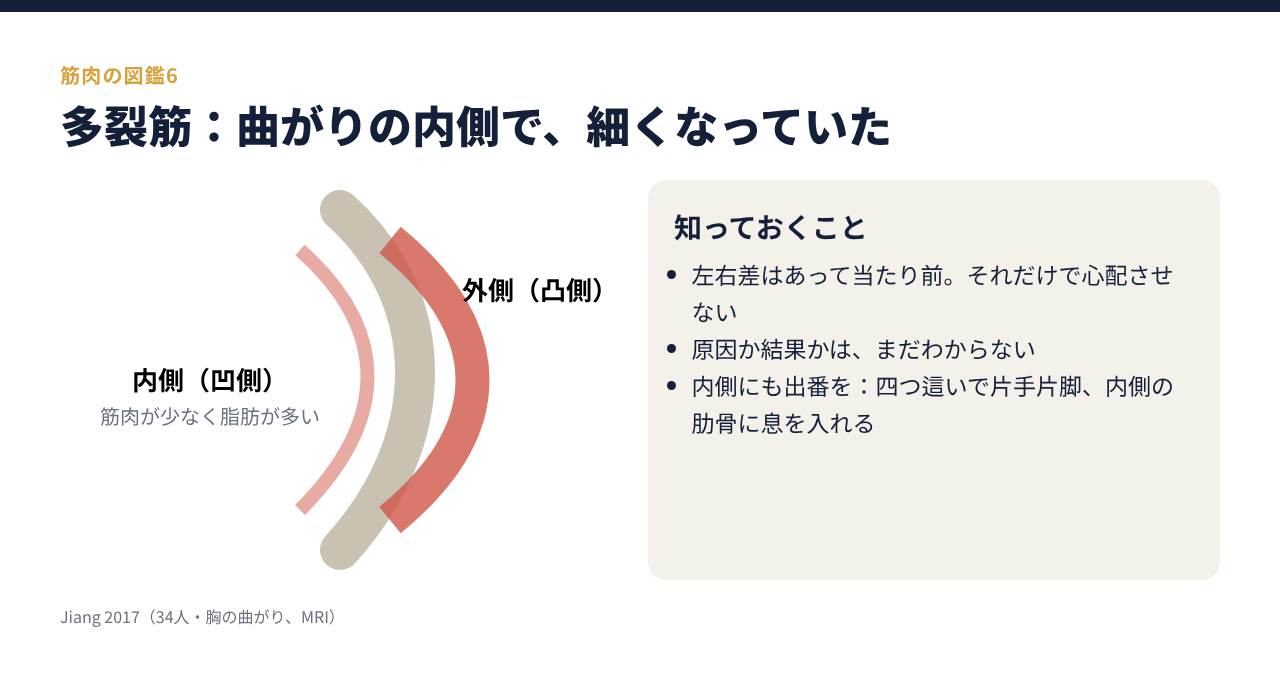 筋肉の図鑑6
多裂筋：曲がりの内側で、細くなっていた
外側（凸側）
内側（凹側）
筋肉が少なく脂肪が多い
知っておくこと
左右差はあって当たり前。それだけで心配させ
ない
原因か結果かは、まだわからない
内側にも出番を：四つ這いで片手片脚、内側の
肋骨に息を入れる
Jiang 2017（34人・胸の曲がり、MRI）